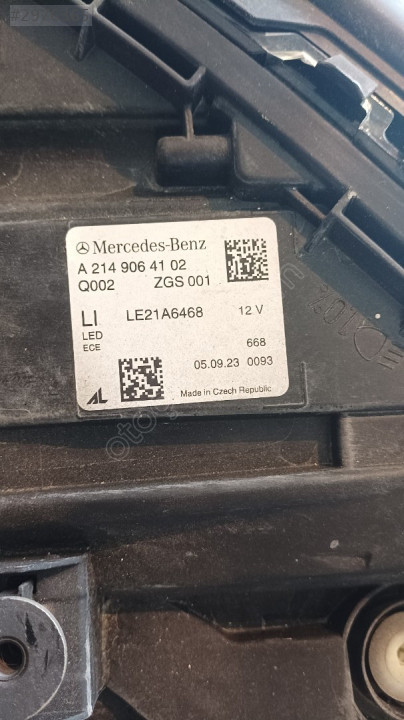 Mercedes-Benz
A 214 906 41 02
Q002 ZGS 001
LI LE21A6468 12 V
LED
ECE 668
05.09.23 0093
AL Made in Czech Republic